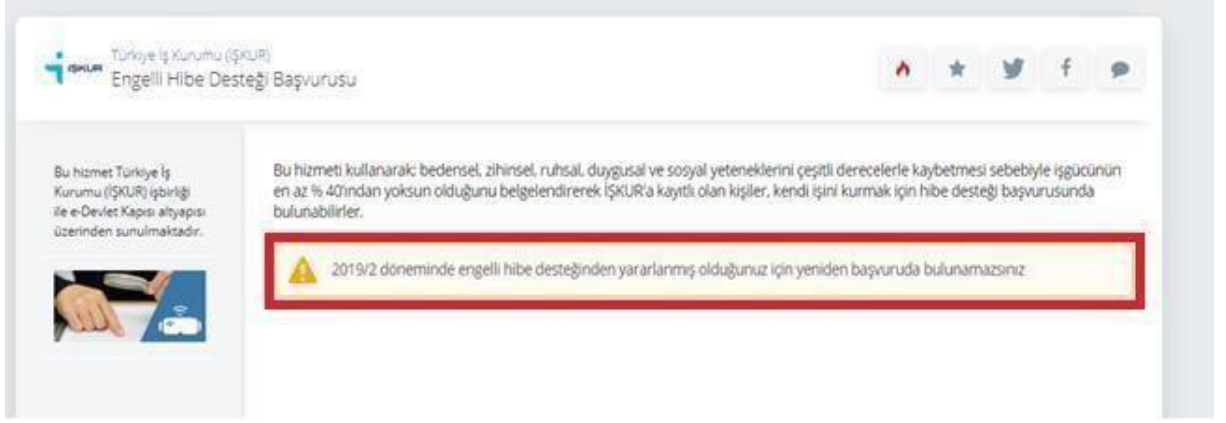 İŞKUR
Türkiye İş Kurumu (İŞKUR)
Engelli Hibe Desteği Başvurusu
Bu hizmet Türkiye İş
Kurumu (İŞKUR) işbirliği
ile e-Devlet Kapısı altyapısı
üzerinden sunulmaktadır.
Bu hizmeti kullanarak; bedensel, zihinsel, ruhsal, duygusal ve sosyal yeteneklerini çeşitli derecelerle kaybetmesi sebebiyle işgücünün
en az % 40'ından yoksun olduğunu belgelendirerek İŞKUR'a kayıtlı olan kişiler, kendi işini kurmak için hibe desteği başvurusunda
bulunabilirler.
2019/2 döneminde engelli hibe desteğinden yararlanmış olduğunuz için yeniden başvuruda bulunamazsınız